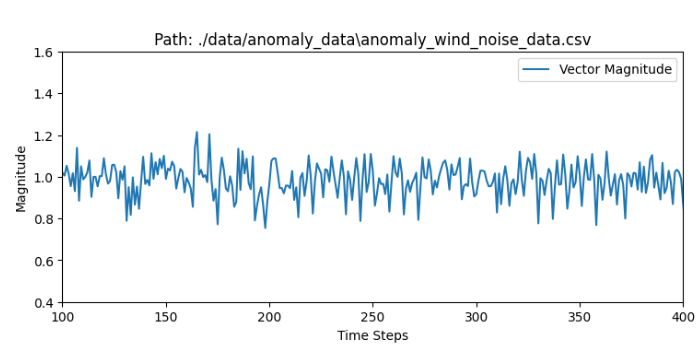 Path: ./data/anomaly_data\anomaly_wind_noise_data.csv
1.6
Vector Magnitude
1.4
1.2
1.0
0.8
0.6
0.4
Magnitude
100 150 200 250 300 350 400
Time Steps